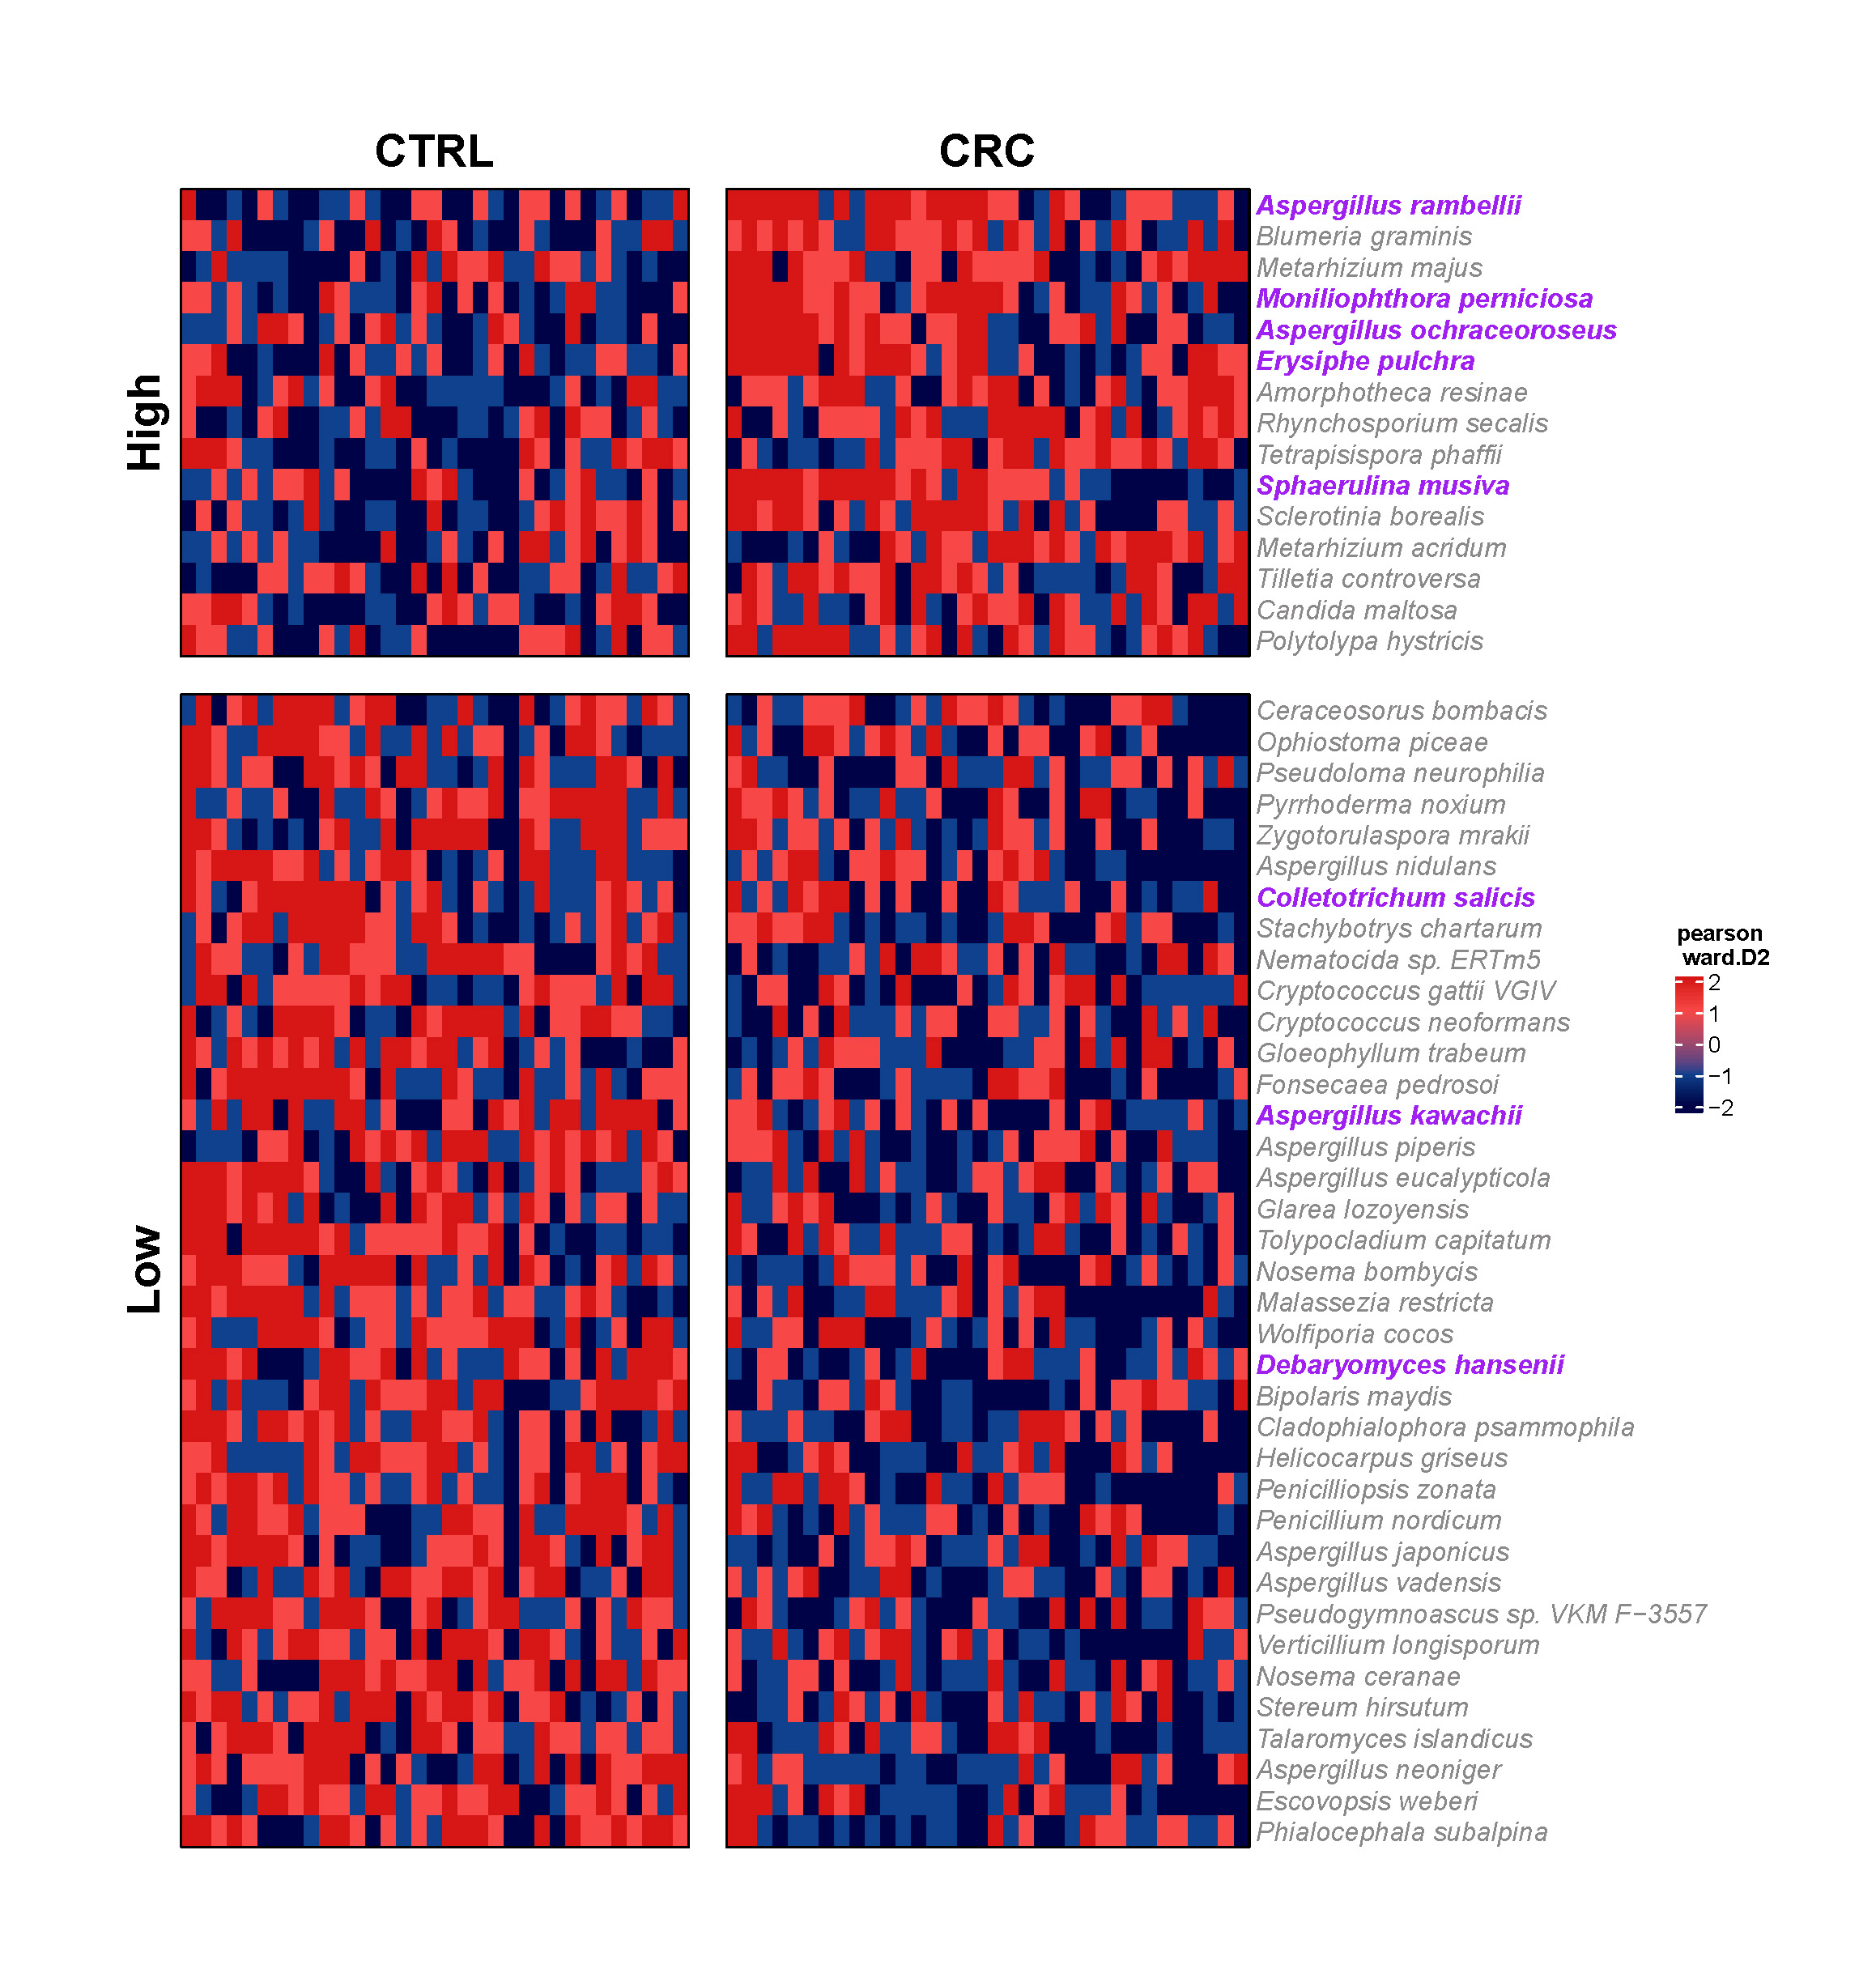 CTRL CRC
High
Aspergillus rambellii
Blumeria graminis
Metarhizium majus
Moniliophthora perniciosa
Aspergillus ochraceoroseus
Erysiphe pulchra
Amorphotheca resinae
Rhynchosporium secalis
Tetrapisispora phaffii
Sphaerulina musiva
Sclerotinia borealis
Metarhizium acridum
Tilletia controversa
Candida maltosa
Polytolypa hystricis
Low
Ceraceosorus bombacis
Ophiostoma piceae
Pseudoloma neurophilia
Pyrrhoderma noxium
Zygotorulaspora mrakii
Aspergillus nidulans
Colletotrichum salicis
Stachybotrys chartarum
Nematocida sp. ERTm5
Cryptococcus gattii VGIV
Cryptococcus neoformans
Gloeophyllum trabeum
Fonsecaea pedrosoi
Aspergillus kawachii
Aspergillus piperis
Aspergillus eucalypticola
Glarea lozoyensis
Tolypocladium capitatum
Nosema bombycis
Malassezia restricta
Wolfiporia cocos
Debaryomyces hansenii
Bipolaris maydis
Cladophialophora psammophila
Helicocarpus griseus
Penicilliopsis zonata
Penicillium nordicum
Aspergillus japonicus
Aspergillus vadensis
Pseudogymnoascus sp. VKM F−3557
Verticillium longisporum
Nosema ceranae
Stereum hirsutum
Talaromyces islandicus
Aspergillus neoniger
Escovopsis weberi
Phialocephala subalpina
pearson
ward.D2
2
1
0
−1
−2